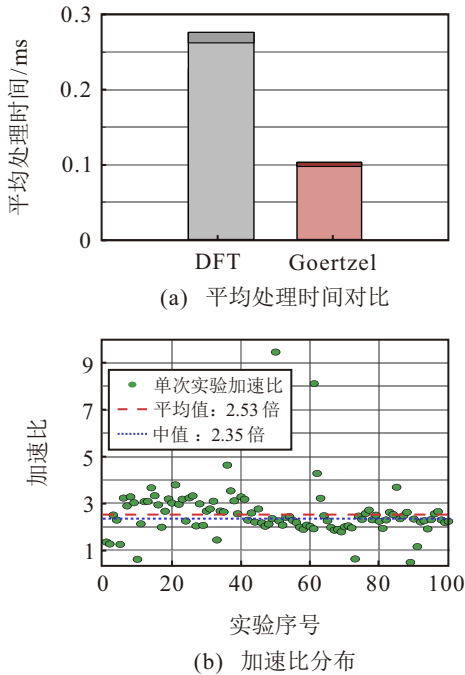 平均处理时间/ms
0.3
0.2
0.1
0
DFT Goertzel
(a) 平均处理时间对比
加速比
9
7
5
3
1
单次实验加速比
平均值：2.53 倍
中值 ：2.35 倍
0 20 40 60 80 100
实验序号
(b) 加速比分布